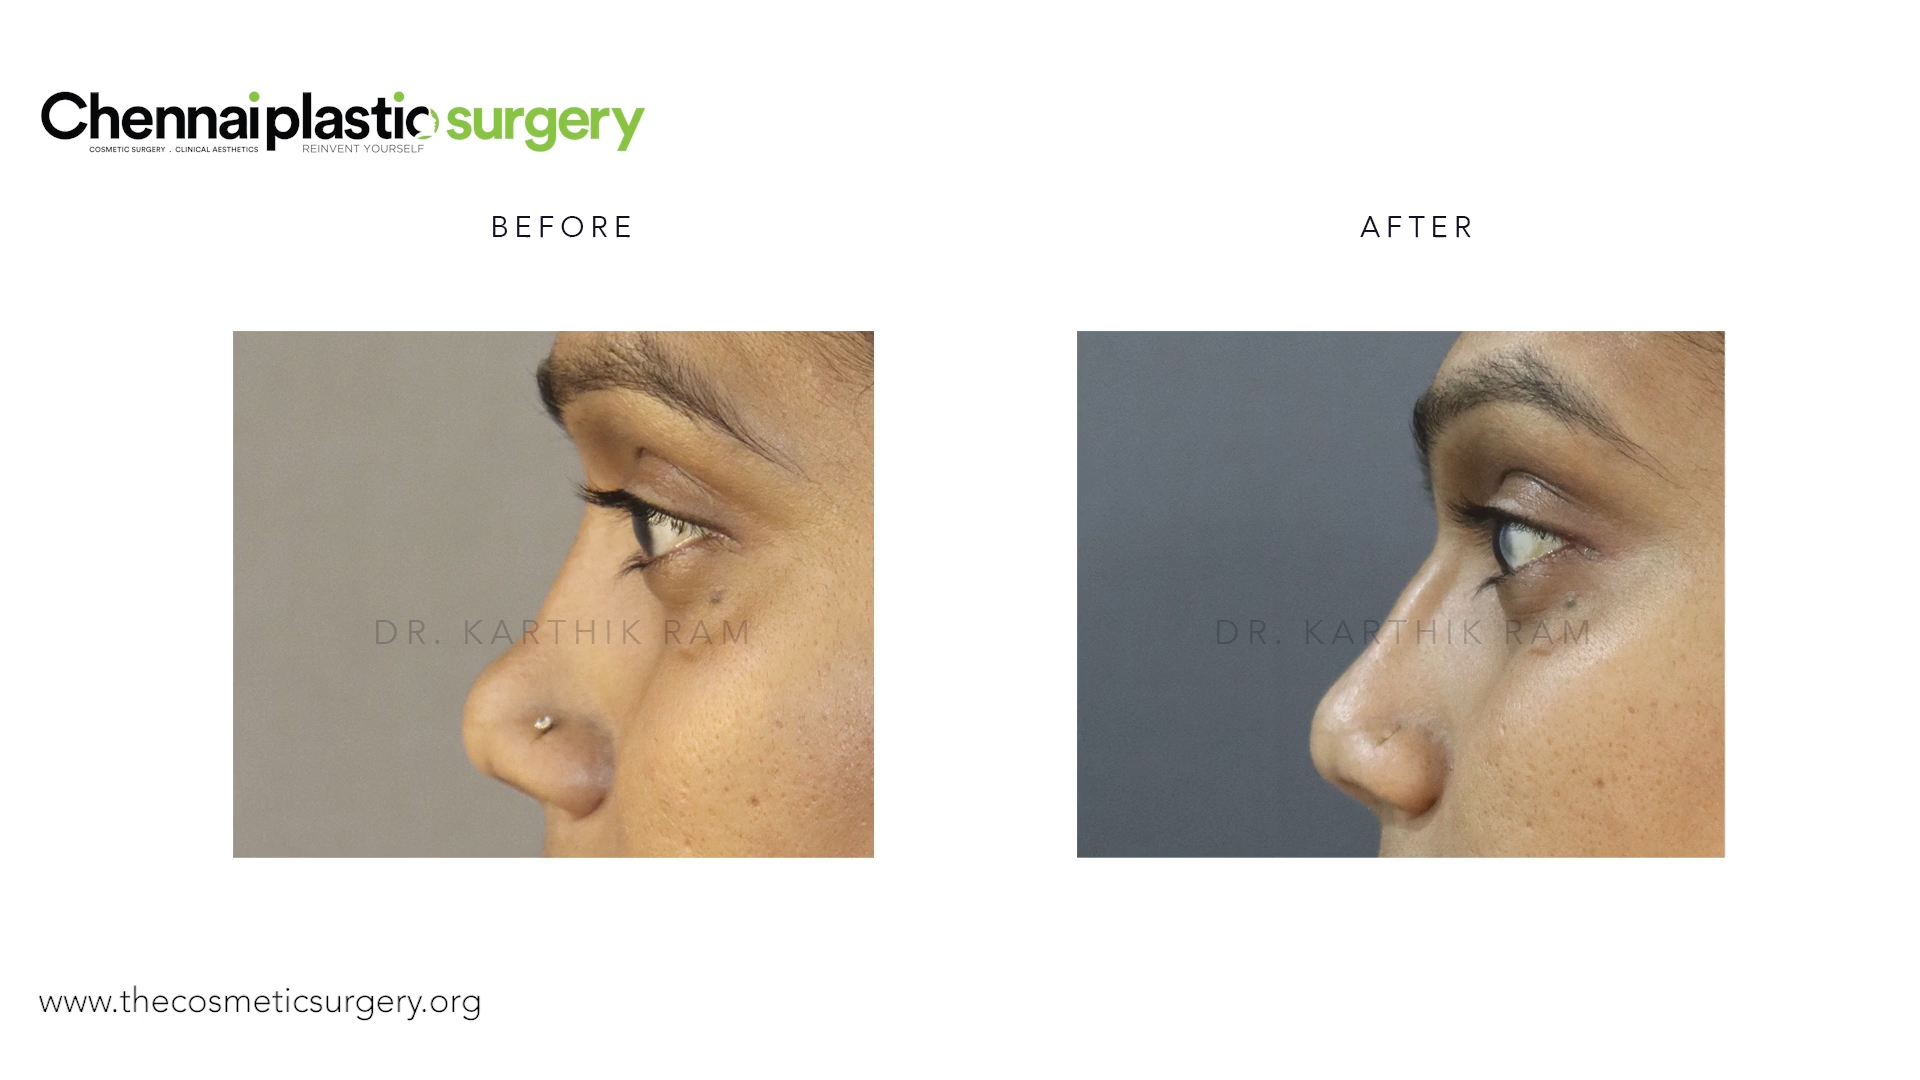 Chennaiplastic surgery
COSMETIC SURGERY . CLINICAL AESTHETICS
REINVENT YOURSELF
BEFORE
AFTER
DR. KARTHIK RAM
DR. KARTHIK RAM
www.thecosmeticsurgery.org